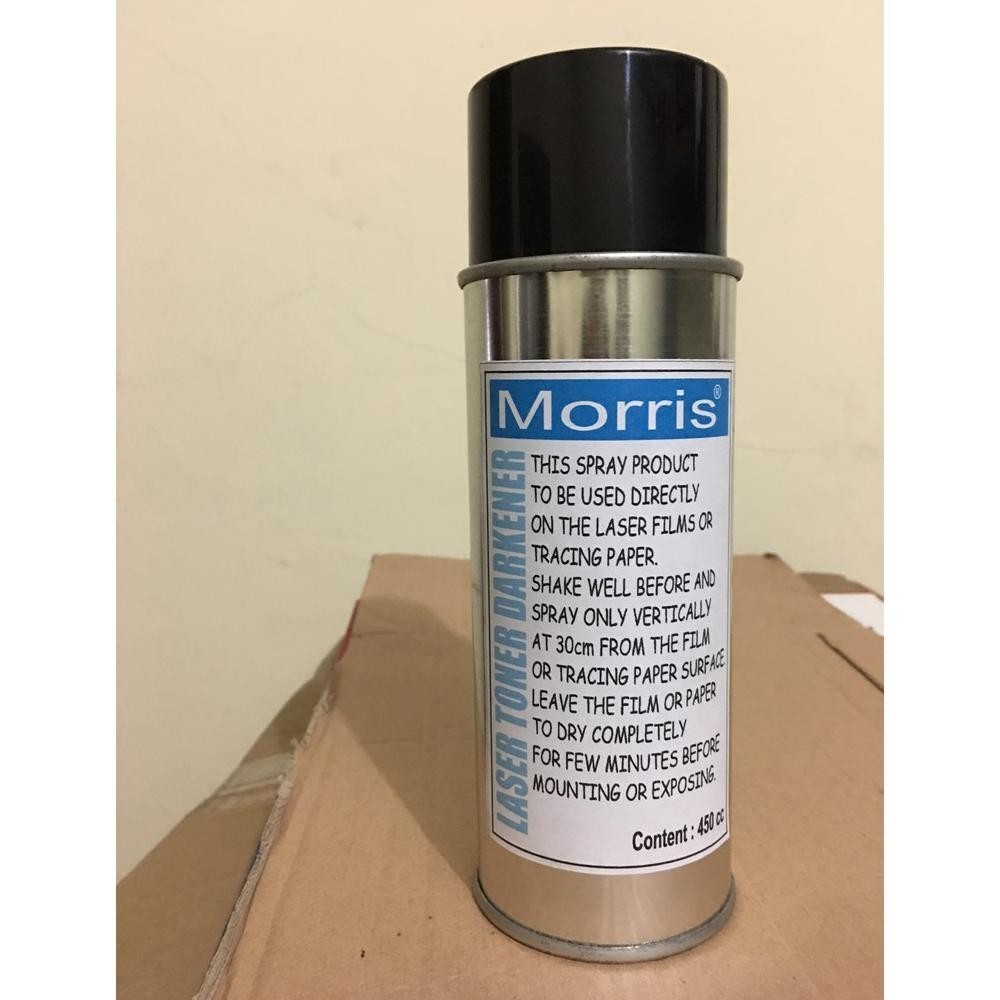 Morris®
LASER TONER DARKENER
THIS SPRAY PRODUCT
TO BE USED DIRECTLY
ON THE LASER FILMS OR
TRACING PAPER.
SHAKE WELL BEFORE AND
SPRAY ONLY VERTICALLY
AT 30cm FROM THE FILM
OR TRACING PAPER SURFACE.
LEAVE THE FILM OR PAPER
TO DRY COMPLETELY
FOR FEW MINUTES BEFORE
MOUNTING OR EXPOSING.
Content : 450 cc